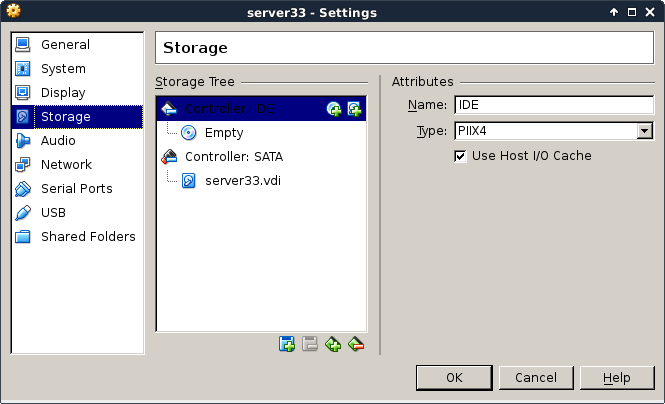 server33 - Settings
General
System
Display
Storage
Audio
Network
Serial Ports
USB
Shared Folders
Storage
Storage Tree
Controller: IDE
Empty
Controller: SATA
server33.vdi
Attributes
Name: IDE
Type: PIIX4
Use Host I/O Cache
OK Cancel Help